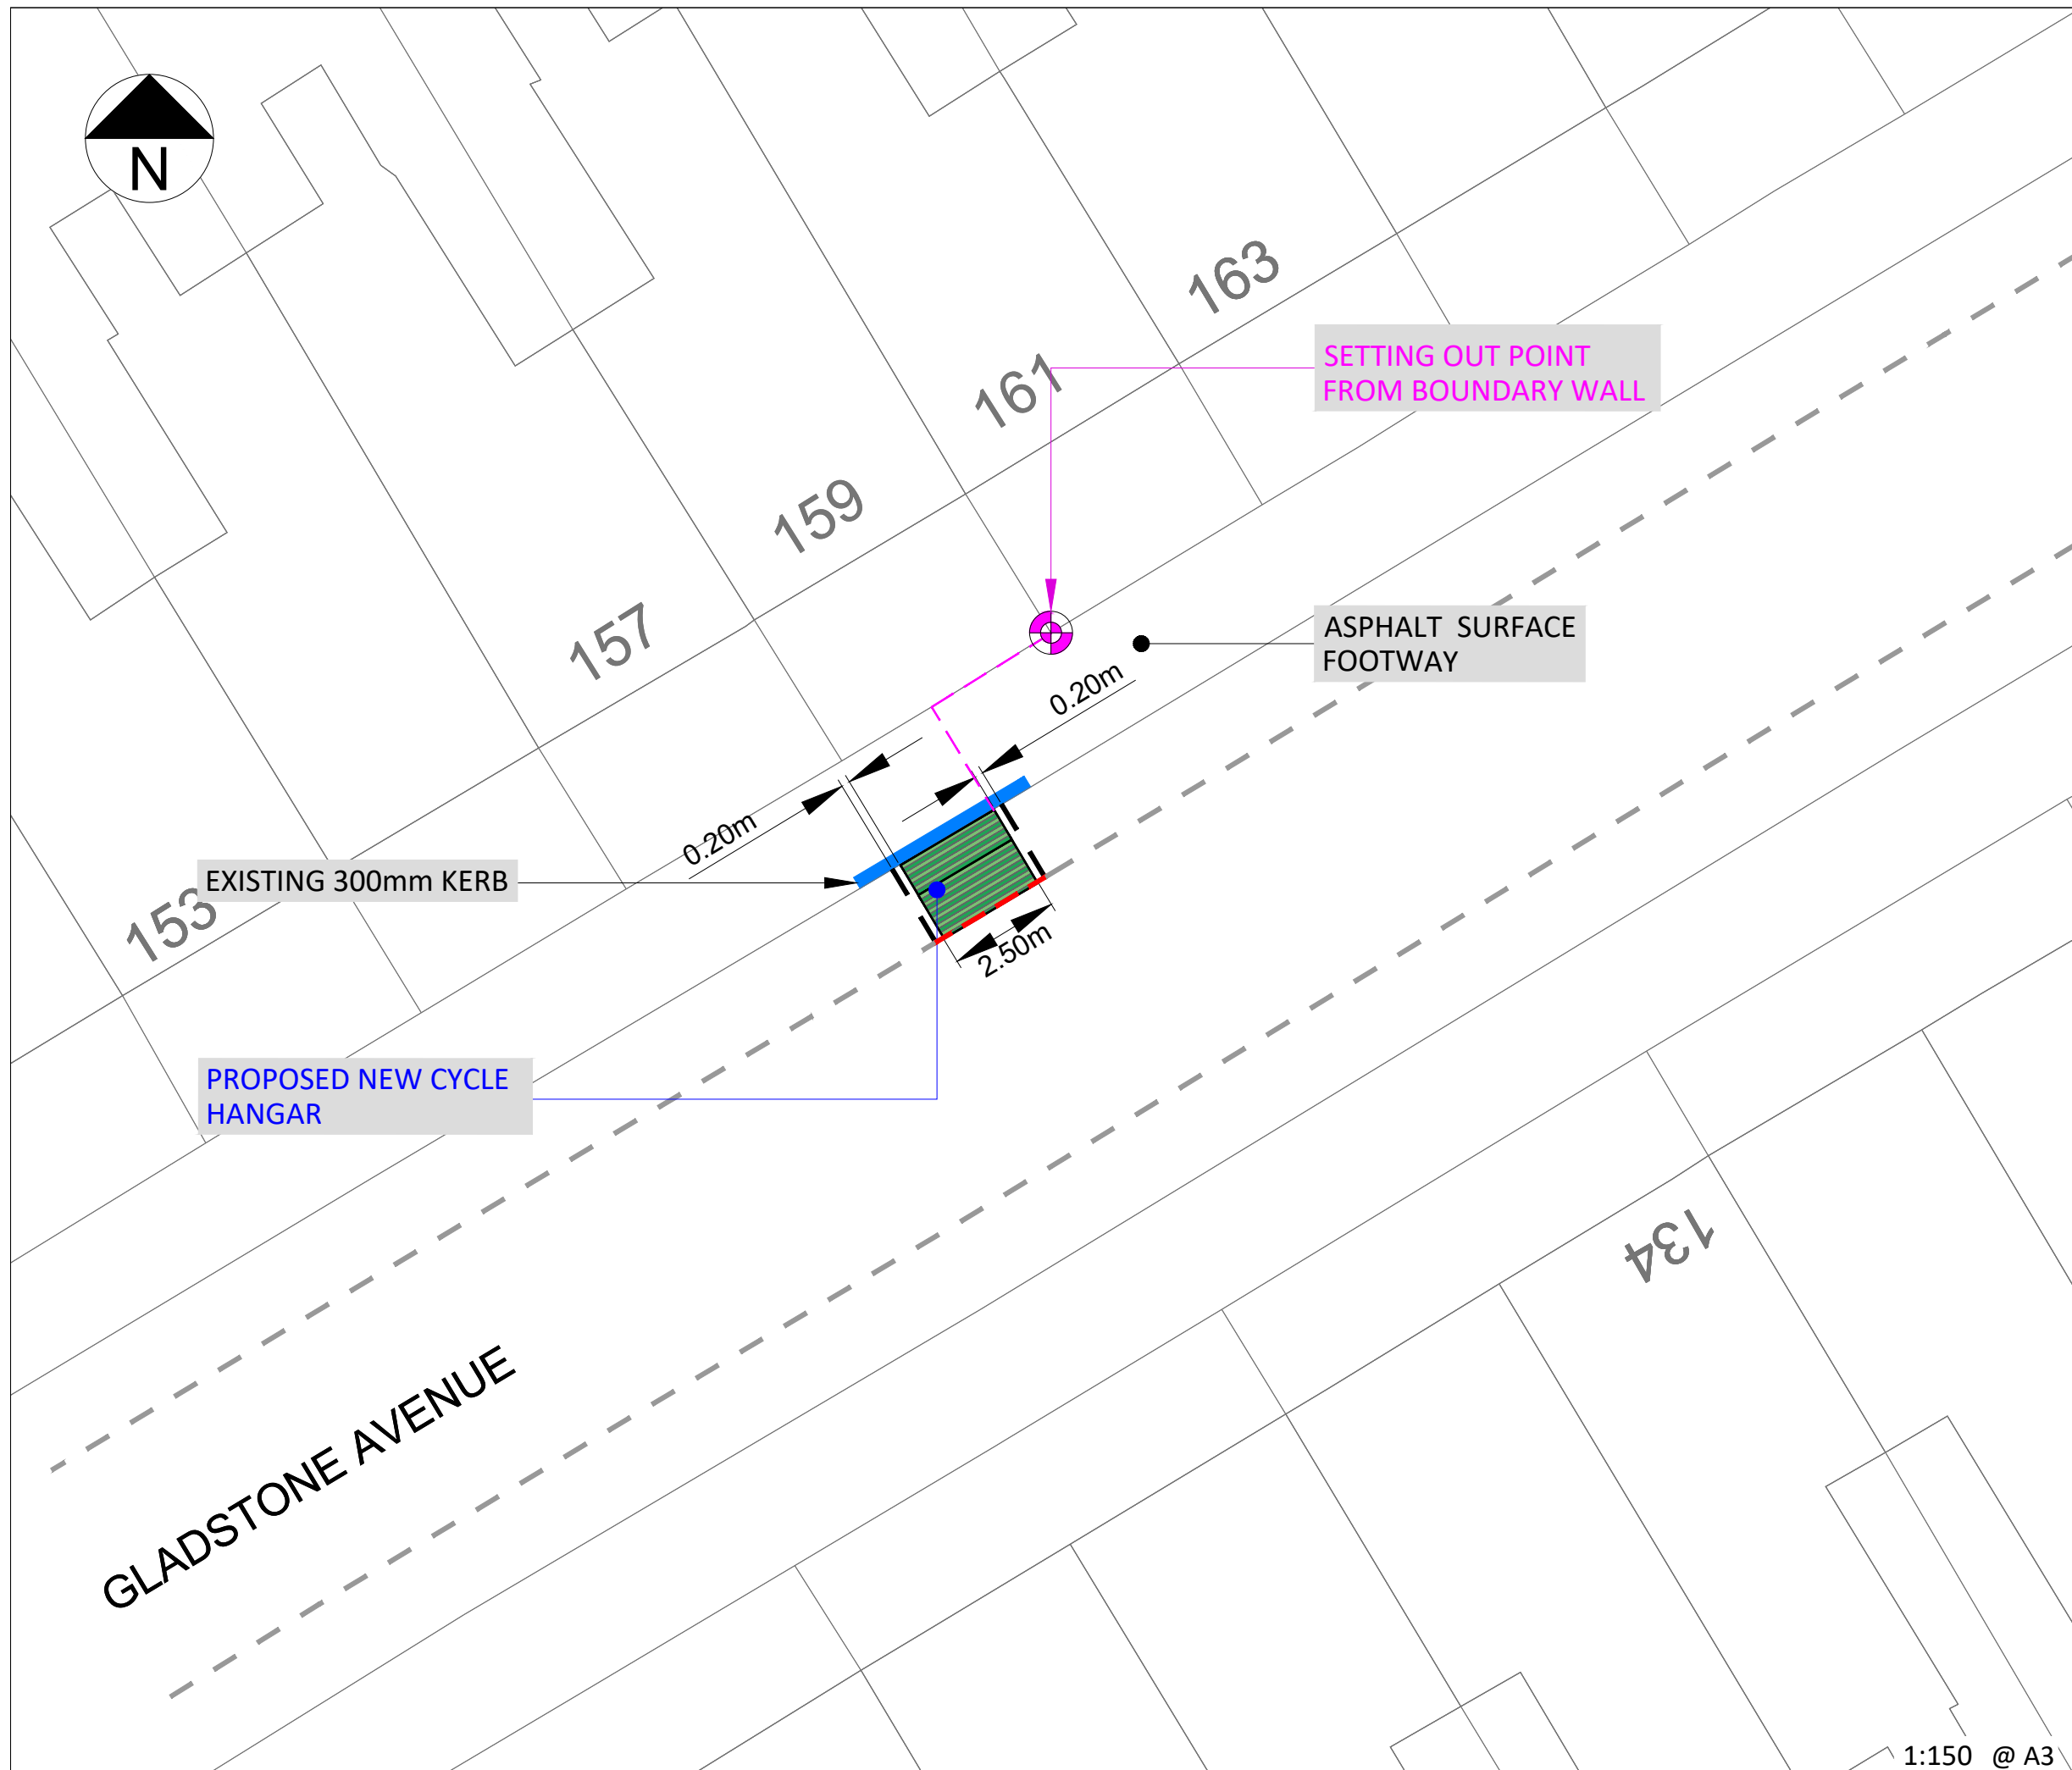 N
163
SETTING OUT POINT
FROM BOUNDARY WALL
161
159
157
ASPHALT SURFACE
FOOTWAY
0.20m
0.20m
EXISTING 300mm KERB
153
2.50m
PROPOSED NEW CYCLE
HANGAR
134
GLADSTONE AVENUE
1:150 @ A3